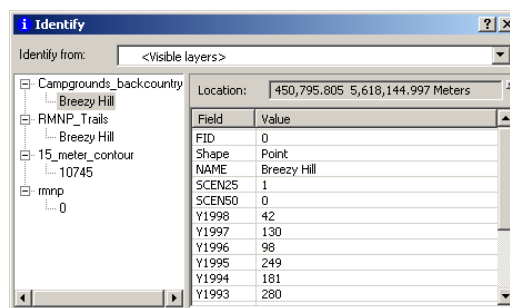 Identify
Identify from: <Visible layers>
Campgrounds_backcountry
Breezy Hill
RMNP_Trails
Breezy Hill
15_meter_contour
10745
rmnp
0
Location: 450,795.805 5,618,144.997 Meters
Field Value
FID 0
Shape Point
NAME Breezy Hill
SCEN25 1
SCEN50 0
Y1998 42
Y1997 130
Y1996 98
Y1995 249
Y1994 181
Y1993 280